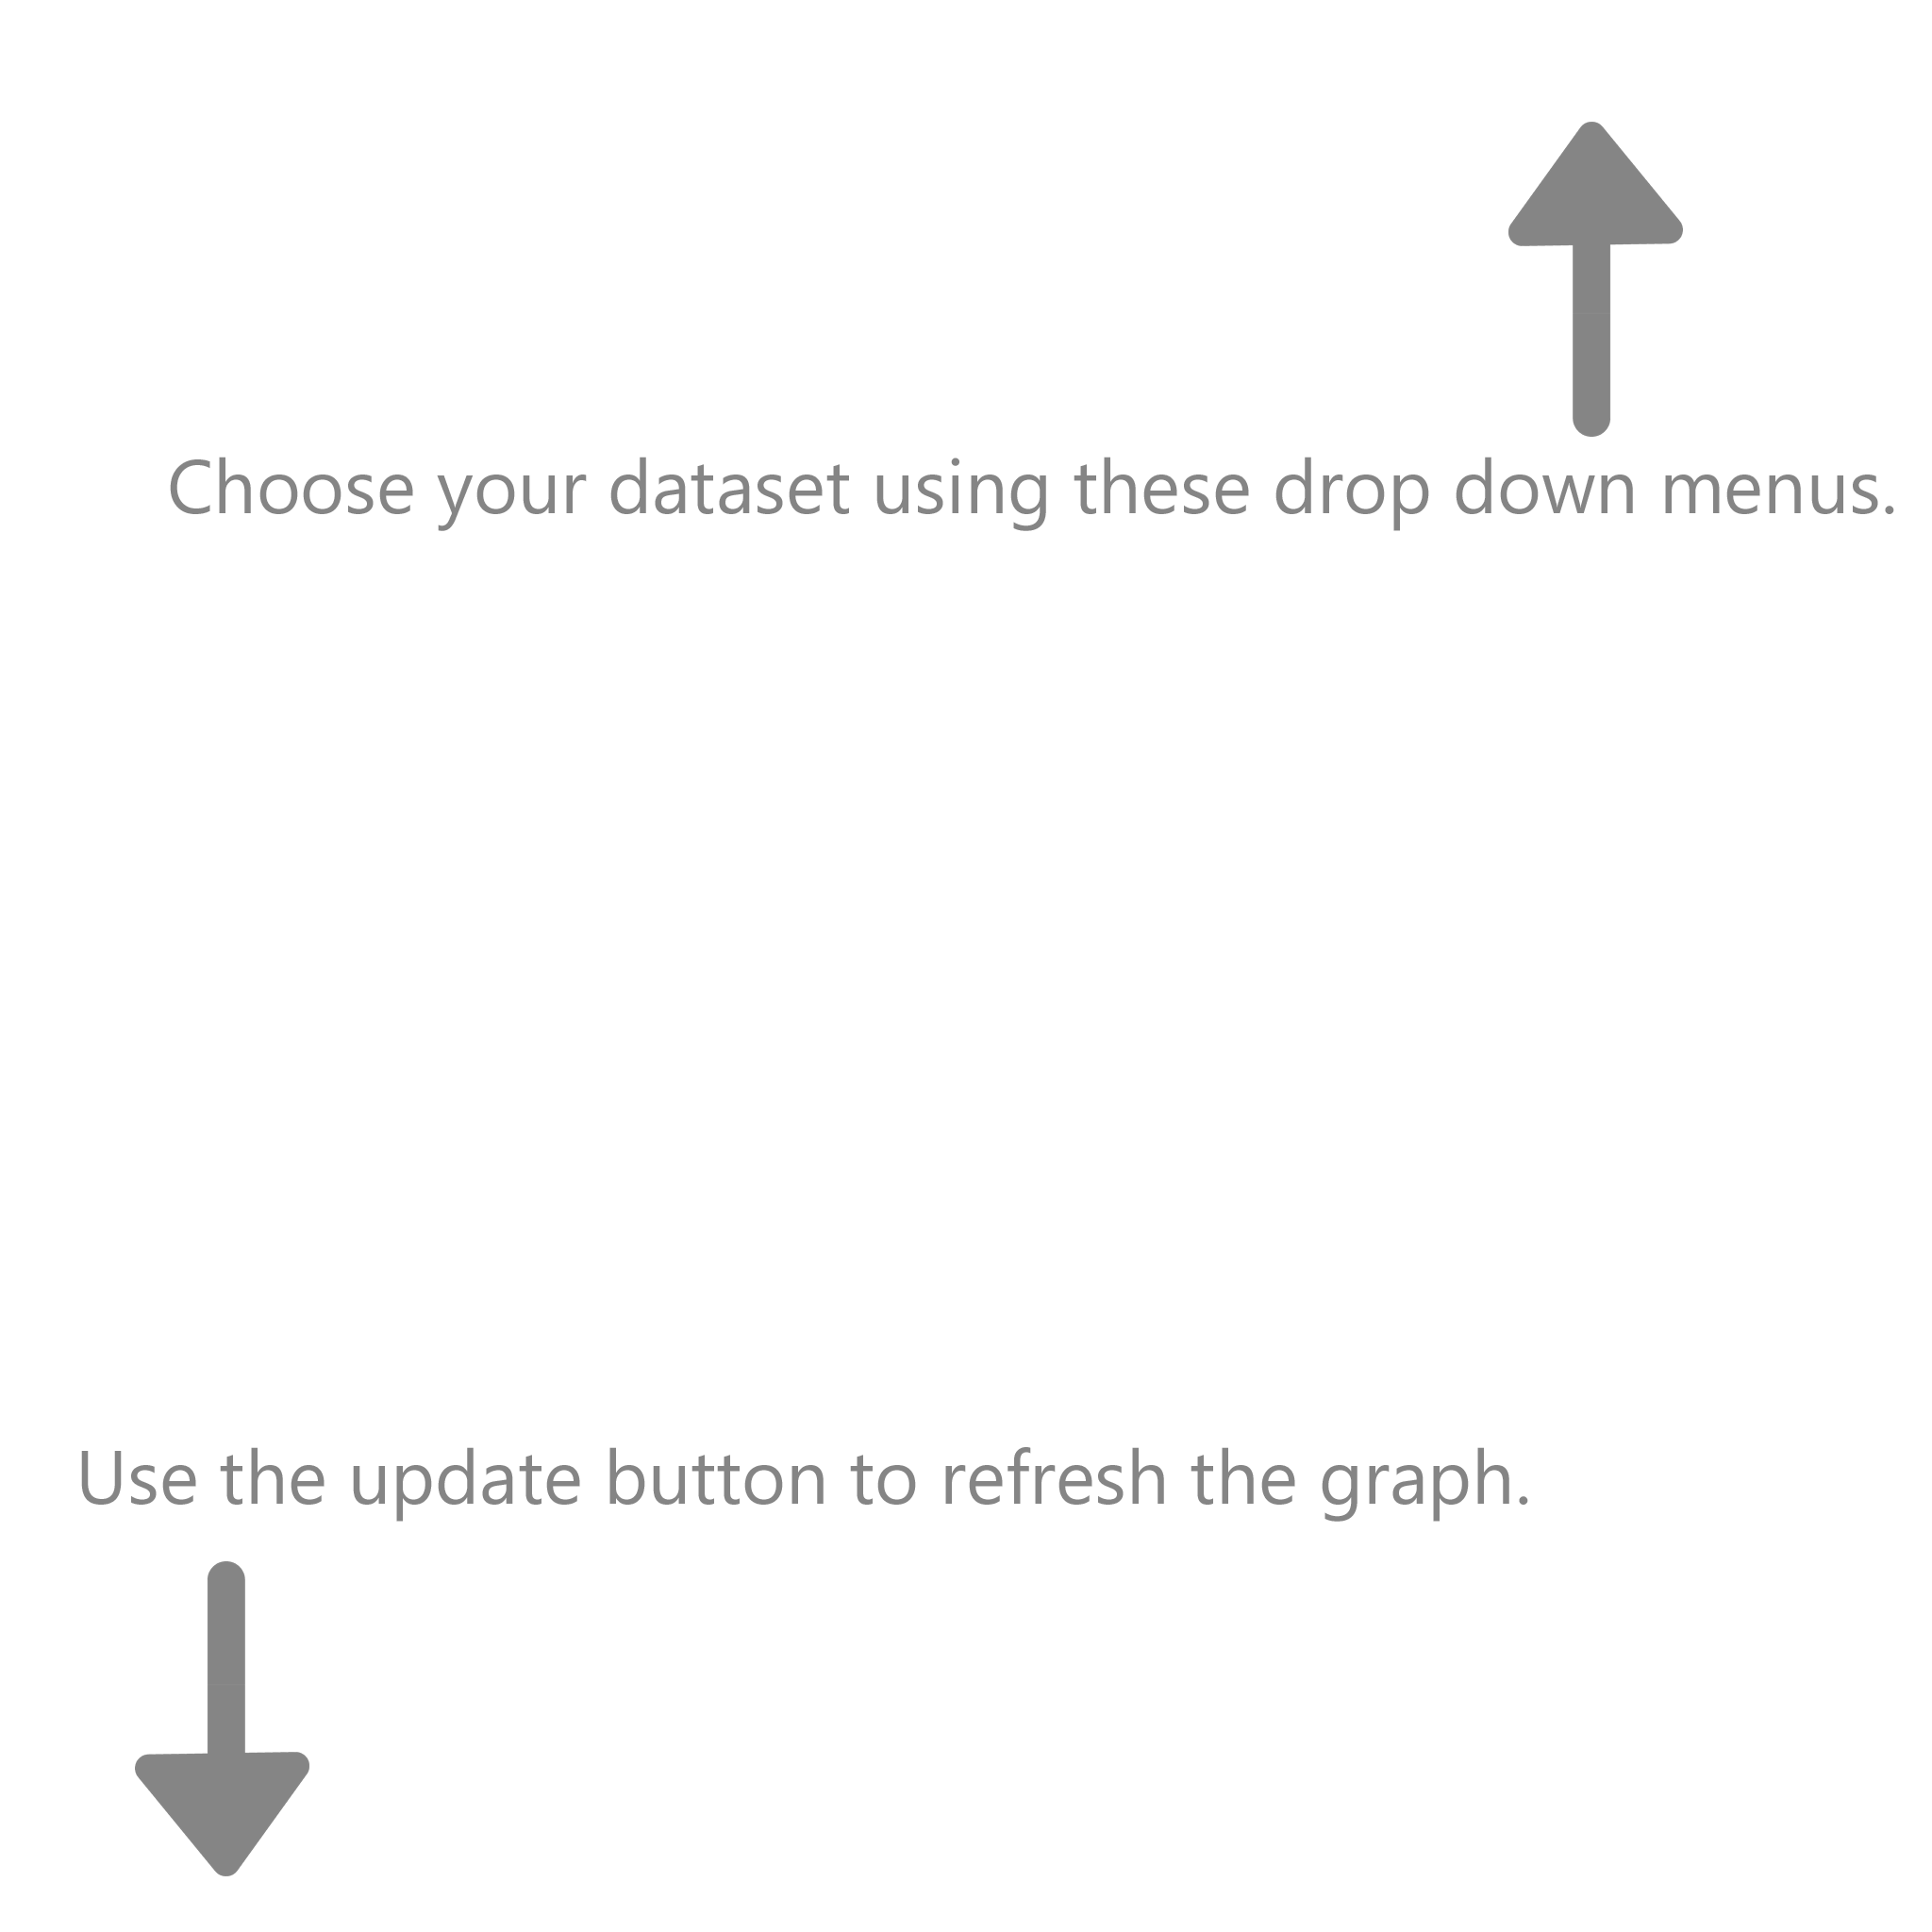 Choose your dataset using these drop down menus.
Use the update button to refresh the graph.